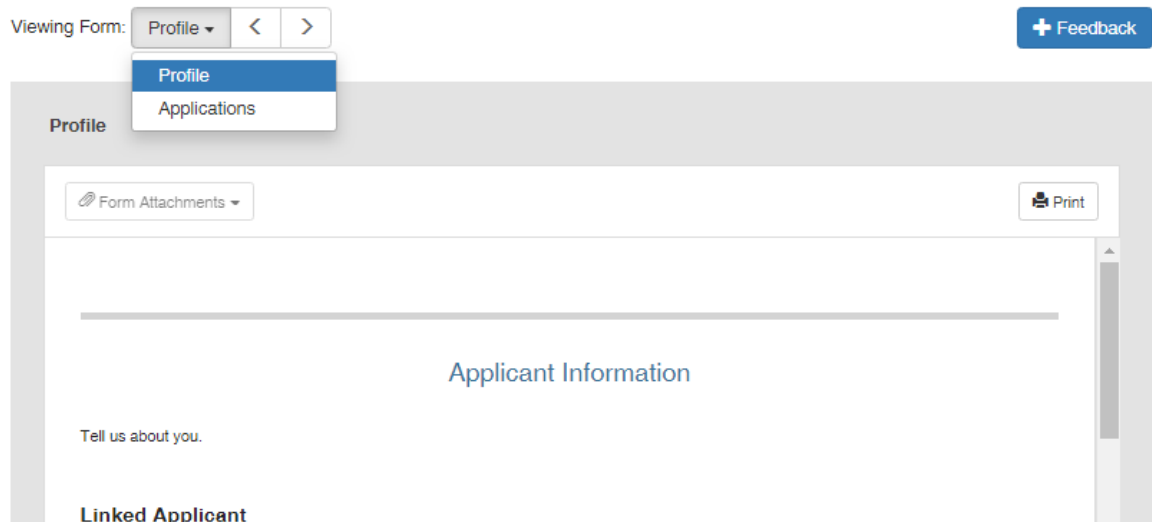 Viewing Form: Profile < > Feedback
Profile
Applications
Profile
Form Attachments Print
Applicant Information
Tell us about you.
Linked Applicant